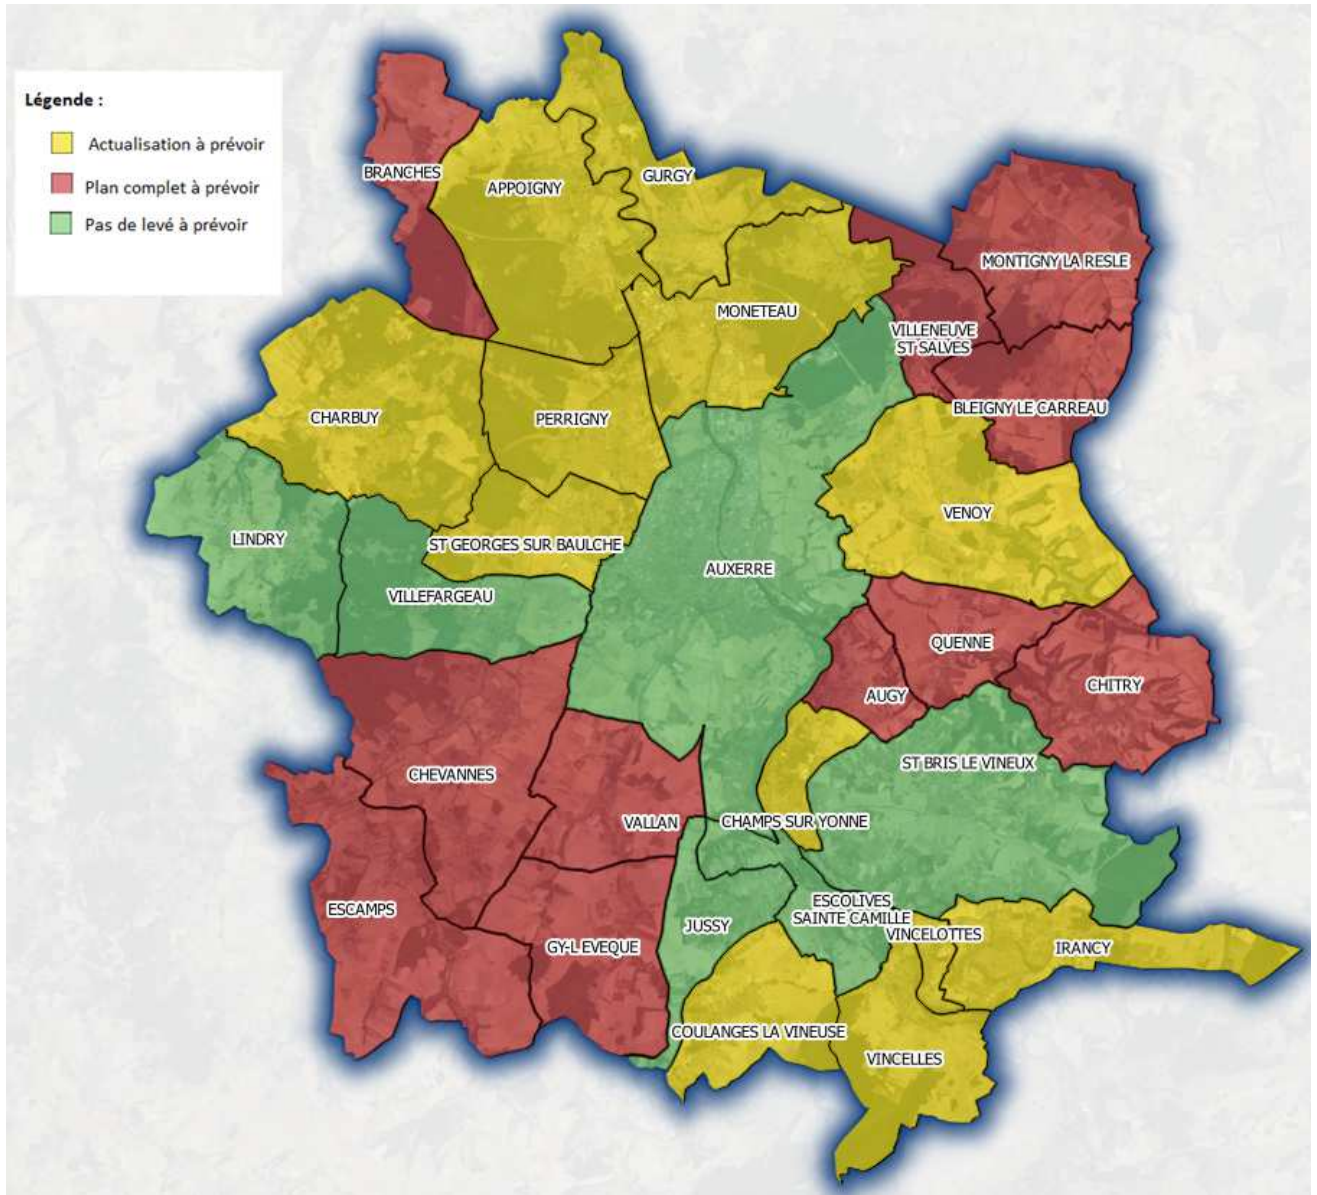 Légende :
Actualisation à prévoir
Plan complet à prévoir
Pas de levé à prévoir
BRANCHES
APPOIGNY
GURGY
MONTIGNY LA RESLE
MONETEAU
VILLENEUVE
ST SALVES
BLEIGNY LE CARREAU
CHARBUY
PERRIGNY
VENOY
LINDRY
ST GEORGES SUR BAULCHE
AUXERRE
VILLEFARGEAU
QUENNE
AUGY
CHITRY
ST BRIS LE VINEUX
CHEVANNES
VALLAN
CHAMPS SUR YONNE
ESCAMPS
GY-L EVEQUE
JUSSY
ESCOLIVES
SAINTE CAMILLE
VINCELOTTES
IRANCY
COULANGES LA VINEUSE
VINCELLES